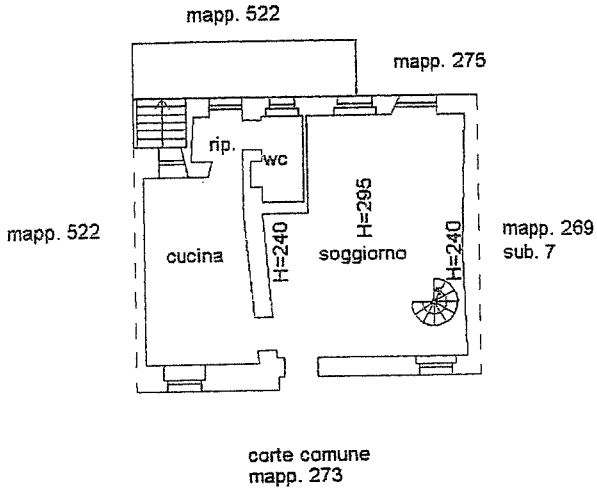 mapp. 522
mapp. 275
rip.
wc
H=295
mapp. 522
cucina
H=240
soggiorno
H=240
mapp. 269
sub. 7
corte comune
mapp. 273